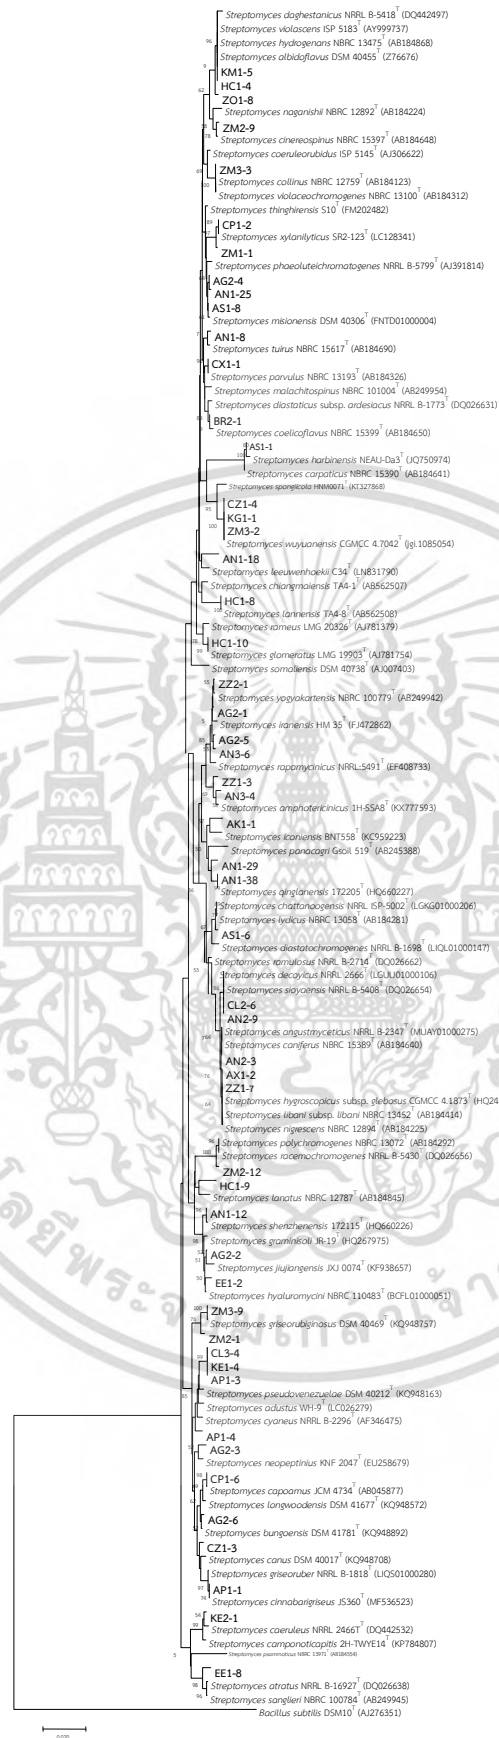 Streptomyces daghestanicus NRRL B-5418T (DQ442497)
Streptomyces violascens ISP 5183T (AY999737)
Streptomyces hydrogenans NBRC 13475T (AB184868)
Streptomyces albidoflavus DSM 40455T (Z76676)
KM1-5
HC1-4
ZO1-8
Streptomyces naganishii NBRC 12892T (AB184224)
ZM2-9
Streptomyces cinereospinus NBRC 15397T (AB184648)
Streptomyces coeruleorubidus ISP 5145T (AJ306622)
ZM3-3
Streptomyces collinus NBRC 12759T (AB184123)
Streptomyces violaceochromogenes NBRC 13100T (AB184312)
Streptomyces thinghirensis S10T (FM202482)
CP1-2
Streptomyces xylanilyticus SR2-123T (LC128341)
ZM1-1
Streptomyces phaeoluteichromatogenes NRRL B-5799T (AJ391814)
AG2-4
AN1-25
AS1-8
Streptomyces misionensis DSM 40306T (FNTD01000004)
AN1-8
Streptomyces tuirus NBRC 15617T (AB184690)
CX1-1
Streptomyces parvulus NBRC 13193T (AB184326)
Streptomyces malachitospinus NBRC 101004T (AB249954)
Streptomyces diastaticus subsp. ardesiacus NRRL B-1773T (DQ026631)
BR2-1
Streptomyces coelicoflavus NBRC 15399T (AB184650)
AS1-1
Streptomyces harbinensis NEAU-Da3T (JQ750974)
Streptomyces carpaticus NBRC 15390T (AB184641)
Streptomyces spongiicola HNM0071T (KT327868)
CZ1-4
KG1-1
ZM3-2
Streptomyces wuyuanensis CGMCC 4.7042T (jgi.1085054)
AN1-18
Streptomyces leeuwenhoekii C34T (LN831790)
Streptomyces chiangmaiensis TA4-1T (AB562507)
HC1-8
Streptomyces lannensis TA4-8T (AB562508)
Streptomyces rameus LMG 20326T (AJ781379)
HC1-10
Streptomyces glomeratus LMG 19903T (AJ781754)
Streptomyces somaliensis DSM 40738T (AJ007403)
ZZ2-1
Streptomyces yogyakartensis NBRC 100779T (AB249942)
AG2-1
Streptomyces iranensis HM 35T (FJ472862)
AG2-5
AN3-6
Streptomyces rapamycinicus NRRL:5491T (EF408733)
ZZ1-3
AN3-4
Streptomyces amphotericinicus 1H-SSA8T (KX777593)
AK1-1
Streptomyces iconiensis BNT558T (KC959223)
Streptomyces panacagri Gsoil 519T (AB245388)
AN1-29
AN1-38
Streptomyces qinglanensis 172205T (HQ660227)
Streptomyces chattanoogensis NRRL ISP-5002T (LGKG01000206)
Streptomyces lydicus NBRC 13058T (AB184281)
AS1-6
Streptomyces diastatochromogenes NRRL B-1698T (LIQL01000147)
Streptomyces ramulosus NRRL B-2714T (DQ026662)
Streptomyces decoyicus NRRL 2666T (LGUU01000106)
Streptomyces sioyaensis NRRL B-5408T (DQ026654)
CL2-6
AN2-9
Streptomyces angustmyceticus NRRL B-2347T (MUAY01000275)
Streptomyces caniferus NBRC 15389T (AB184640)
AN2-3
AX1-2
ZZ1-7
Streptomyces hygroscopicus subsp. glebosus CGMCC 4.1873T (HQ24
Streptomyces libani subsp. libani NBRC 13452T (AB184414)
Streptomyces nigrescens NBRC 12894T (AB184225)
Streptomyces polychromogenes NBRC 13072T (AB184292)
Streptomyces racemochromogenes NRRL B-5430T (DQ026656)
ZM2-12
HC1-9
Streptomyces lanatus NBRC 12787T (AB184845)
AN1-12
Streptomyces shenzhenensis 172115T (HQ660226)
Streptomyces graminisoli JR-19T (HQ267975)
AG2-2
Streptomyces jiujiangensis JXJ 0074T (KF938657)
EE1-2
Streptomyces hyaluromycini NBRC 110483T (BCFL01000051)
ZM3-9
Streptomyces griseorubiginosus DSM 40469T (KQ948757)
ZM2-1
CL3-4
KE1-4
AP1-3
Streptomyces pseudovenezuelae DSM 40212T (KQ948163)
Streptomyces adustus WH-9T (LC026279)
Streptomyces cyaneus NRRL B-2296T (AF346475)
AP1-4
AG2-3
Streptomyces neopeptinius KNF 2047T (EU258679)
CP1-6
Streptomyces capoamus JCM 4734T (AB045877)
Streptomyces longwoodensis DSM 41677T (KQ948572)
AG2-6
Streptomyces bungoensis DSM 41781T (KQ948892)
CZ1-3
Streptomyces canus DSM 40017T (KQ948708)
Streptomyces griseoruber NRRL B-1818T (LIQS01000280)
AP1-1
Streptomyces cinnabarigriseus JS360T (MF536523)
KE2-1
Streptomyces caeruleus NRRL 2466TT (DQ442532)
Streptomyces camponoticapitis 2H-TWYE14T (KP784807)
Streptomyces psammoticus NBRC 13971T (AB184554)
EE1-8
Streptomyces atratus NRRL B-16927T (DQ026638)
Streptomyces sanglieri NBRC 100784T (AB249945)
Bacillus subtilis DSM10T (AJ276351)
0.020